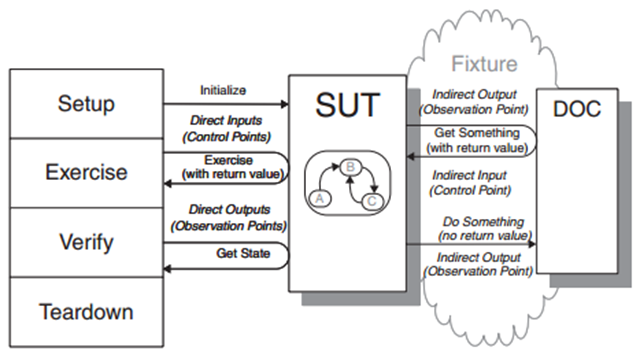 Setup
Exercise
Verify
Teardown
Initialize
Direct Inputs
(Control Points)
Exercise
(with return value)
Direct Outputs
(Observation Points)
Get State
SUT
A
B
C
Fixture
Indirect Output
(Observation Point)
Get Something
(with return value)
Indirect Input
(Control Point)
Do Something
(no return value)
Indirect Output
(Observation Point)
DOC